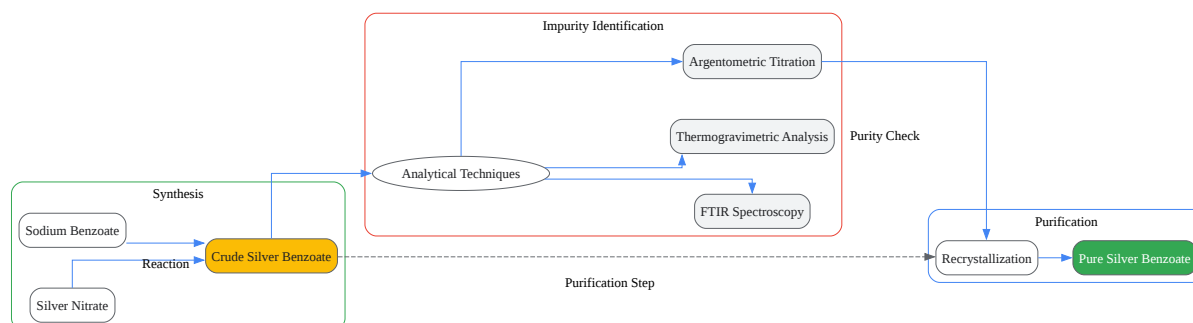 Impurity Identification
Argentometric Titration
Thermogravimetric Analysis
Purity Check
Analytical Techniques
FTIR Spectroscopy
Synthesis
Sodium Benzoate
Crude Silver Benzoate
Reaction
Silver Nitrate
Purification Step
Purification
Recrystallization
Pure Silver Benzoate